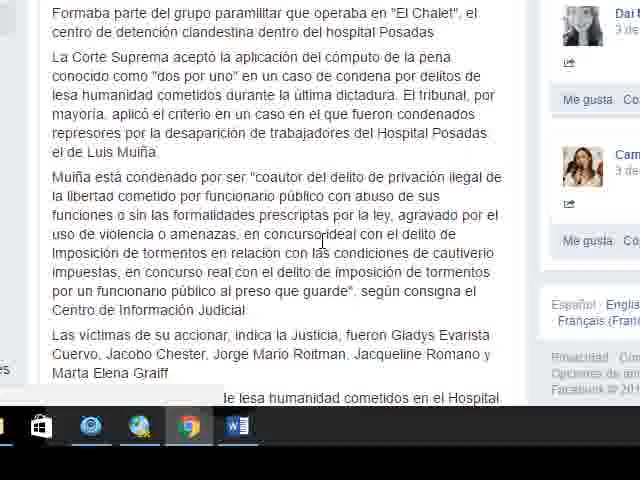 Formaba parte del grupo paramilitar que operaba en "El Chalet", el
centro de detención clandestina dentro del hospital Posadas
La Corte Suprema aceptó la aplicación del cómputo de la pena
conocido como "dos por uno" en un caso de condena por delitos de
lesa humanidad cometidos durante la última dictadura. El tribunal, por
mayoría, aplicó el criterio en un caso en el que fueron condenados
represores por la desaparición de trabajadores del Hospital Posadas:
el de Luis Muiña.
Muiña está condenado por ser "coautor del delito de privación ilegal de
la libertad cometido por funcionario público con abuso de sus
funciones o sin las formalidades prescriptas por la ley, agravado por el
uso de violencia o amenazas, en concurso ideal con el delito de
imposición de tormentos en relación con las condiciones de cautiverio
impuestas, en concurso real con el delito de imposición de tormentos
por un funcionario público al preso que guarde", según consigna el
Centro de Información Judicial.
Las víctimas de su accionar, indica la Justicia, fueron Gladys Evarista
Cuervo, Jacobo Chester, Jorge Mario Roitman, Jacqueline Romano y
Marta Elena Graiff
de lesa humanidad cometidos en el Hospital
Dai
3 de
Me gusta Co
Cam
3 de
Me gusta Co
Español · Englis
Français (Fran
Privacidad · Con
Opciones de an
Facebook © 201